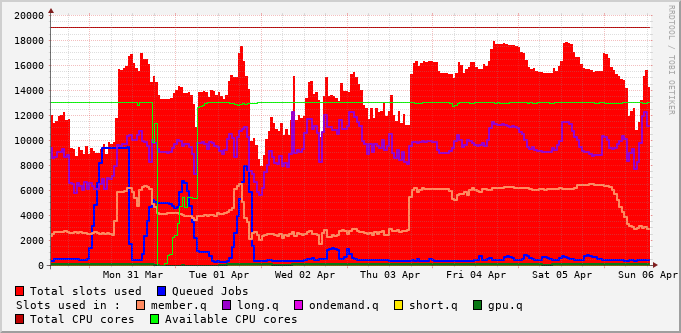 20000
18000
16000
14000
12000
10000
8000
6000
4000
2000
0
Mon 31 Mar Tue 01 Apr Wed 02 Apr Thu 03 Apr Fri 04 Apr Sat 05 Apr Sun 06 Apr
Total slots used Queued Jobs
Slots used in : member.q long.q ondemand.q short.q gpu.q
Total CPU cores Available CPU cores
RRDTOOL / TOBI OETIKER